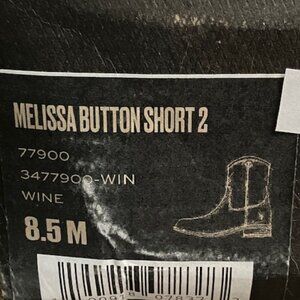 MELISSA BUTTON SHORT 2
77900
3477900-WIN
WINE
8.5 M